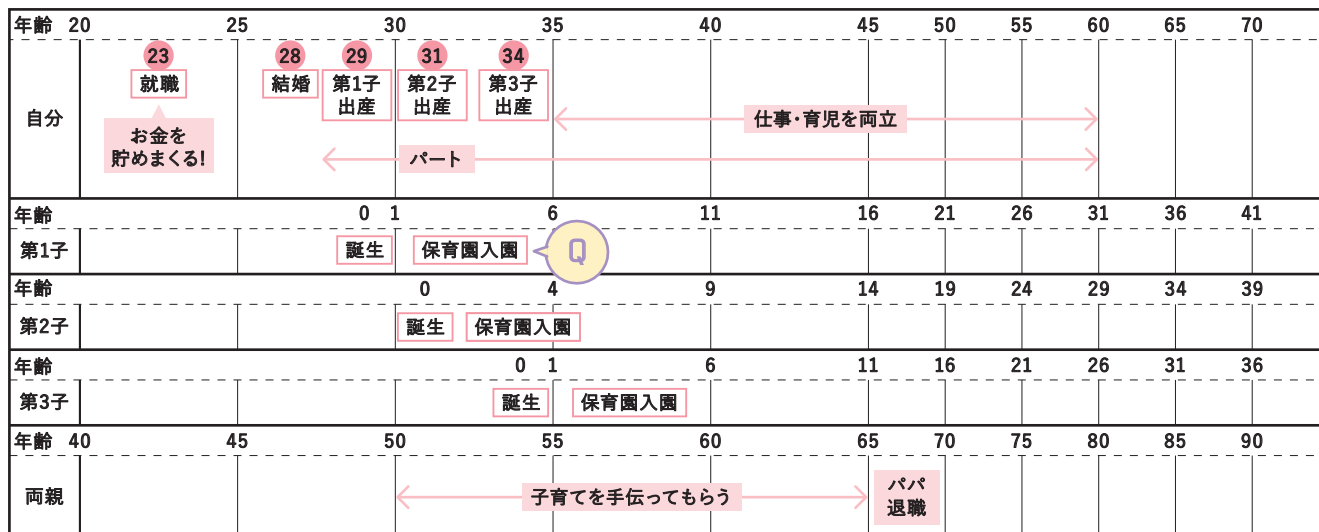 年齢 20 25 30 35 40 45 50 55 60 70
自分
23 28 29 31 34
就職 結婚 第1子 第2子 第3子
出産 出産 出産
お金を
貯めまくる!
仕事・育児を両立
パート
年齢 0 1 6 11 16 21 26 31 36 41
第1子 誕生 保育園入園 Q
年齢 0 4 9 14 19 24 29 34 39
第2子 誕生 保育園入園
年齢 0 1 6 11 16 21 26 31 36
第3子 誕生 保育園入園
年齢 40 45 50 55 60 65 70 75 80 85 90
両親 子育てを手伝ってもらう パパ
退職